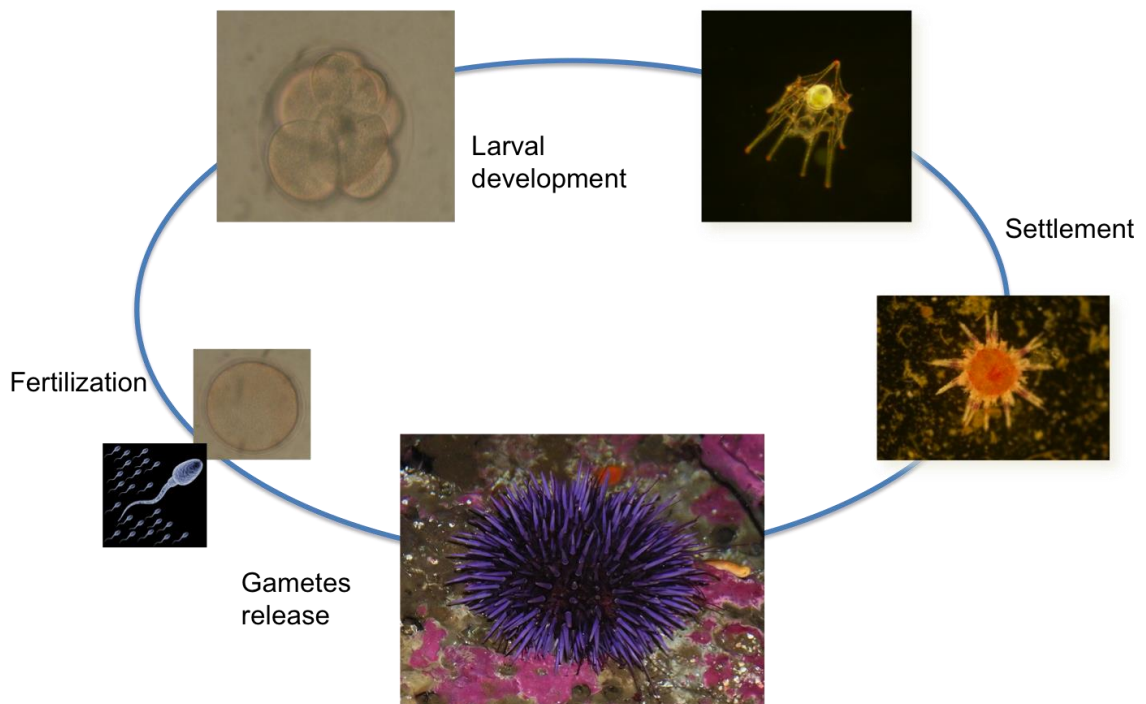 Larval
development
Settlement
Fertilization
Gametes
release